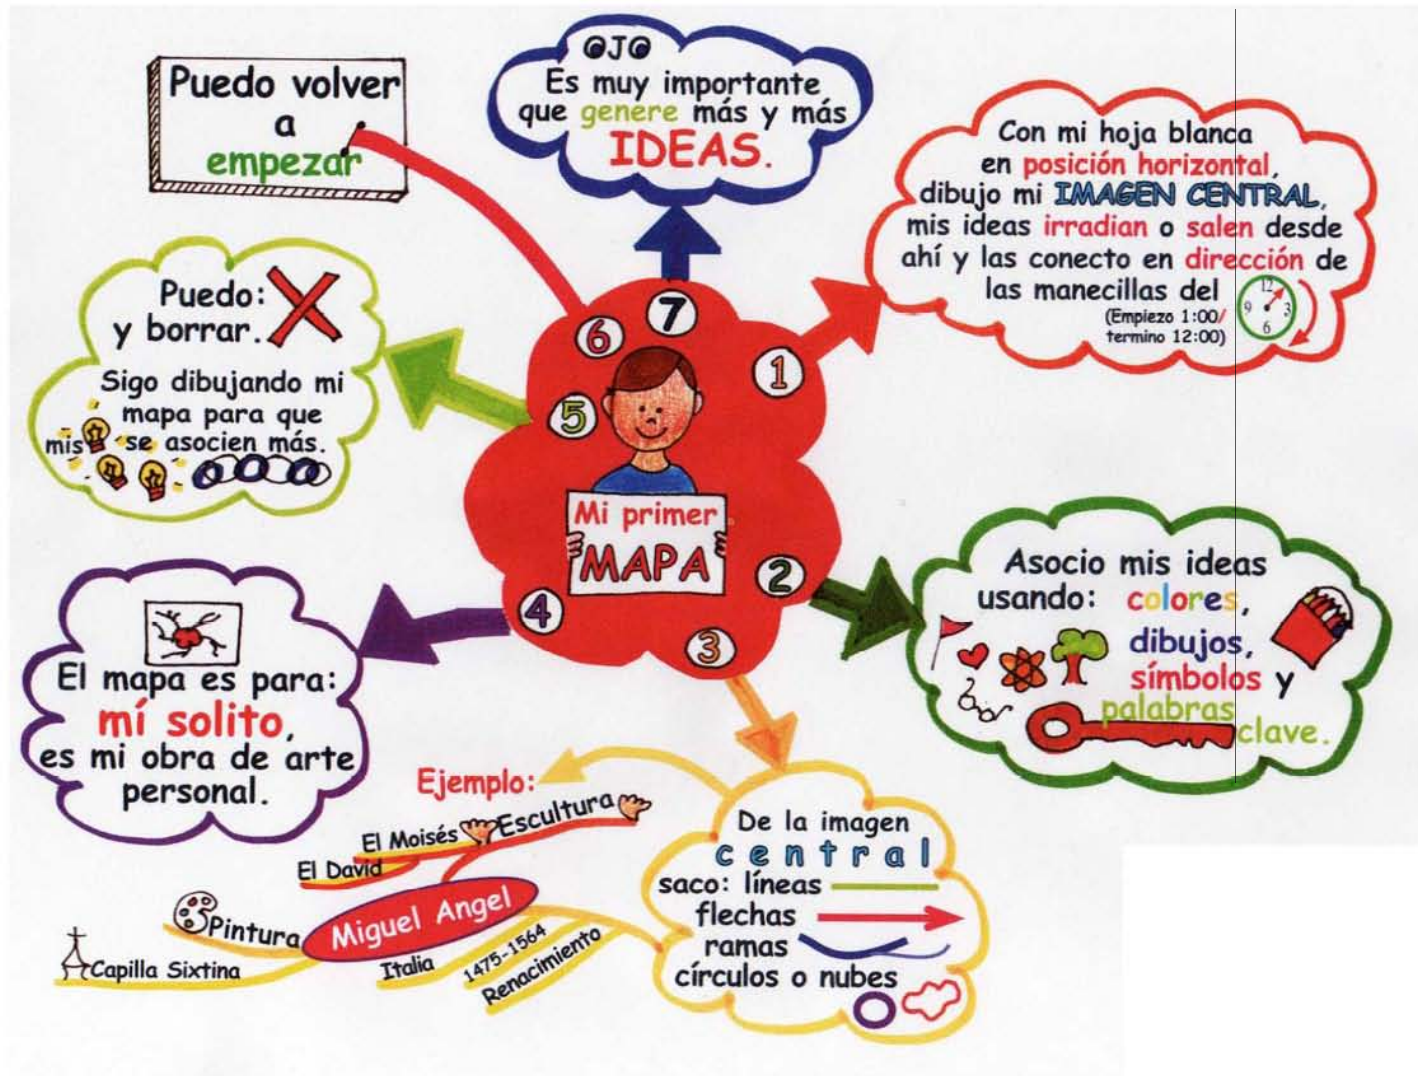 Mi primer
MAPA
1
Con mi hoja blanca
en posición horizontal,
dibujo mi IMAGEN CENTRAL,
mis ideas irradian o salen desde
ahí y las conecto en dirección de
las manecillas del
(Empiezo 1:00/
termino 12:00)
12
9 3
6
2
Asocio mis ideas
usando: colores,
dibujos,
símbolos y
palabras
clave.
3
De la imagen
central
saco: líneas
flechas
ramas
círculos o nubes
Ejemplo:
Escultura
El Moisés
El David
Miguel Angel
Pintura
Capilla Sixtina
Italia
1475-1564
Renacimiento
4
El mapa es para:
mí solito,
es mi obra de arte
personal.
5
Puedo:
y borrar.
Sigo dibujando mi
mapa para que
mis se asocien más.
6
Puedo volver
a
empezar
7
OJO
Es muy importante
que genere más y más
IDEAS.